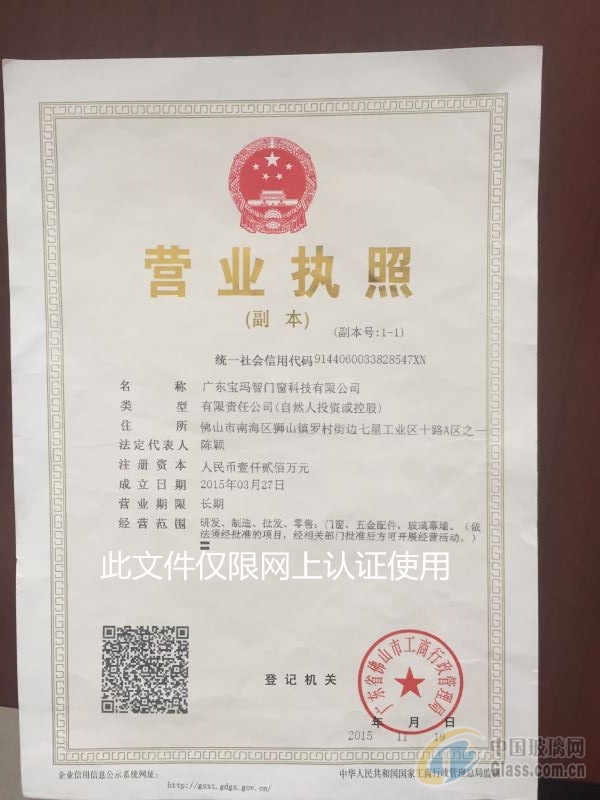 营业执照
(副 本)
(副本号:1-1)
统一社会信用代码9144060033828547XN
名 称 广东宝玛智门窗科技有限公司
类 型 有限责任公司(自然人投资或控股)
住 所 佛山市南海区狮山镇罗村街边七星工业区十路A区之一
法定代表人 陈颖
注册资本 人民币壹仟贰佰万元
成立日期 2015年03月27日
营业期限 长期
经营范围 研发、制造、批发、零售：门窗，五金配件，玻璃幕墙。（依
法须经批准的项目，经相关部门批准后方可开展经营活动。）
此文件仅限网上认证使用
广东省佛山市工商行政管理局
登记机关
年 月 日
2015 11 19
中国玻璃网
Glass.com.cn
企业信用信息公示系统网址：
http://gsxt.gdgs.gov.cn/
中华人民共和国国家工商行政管理总局监制